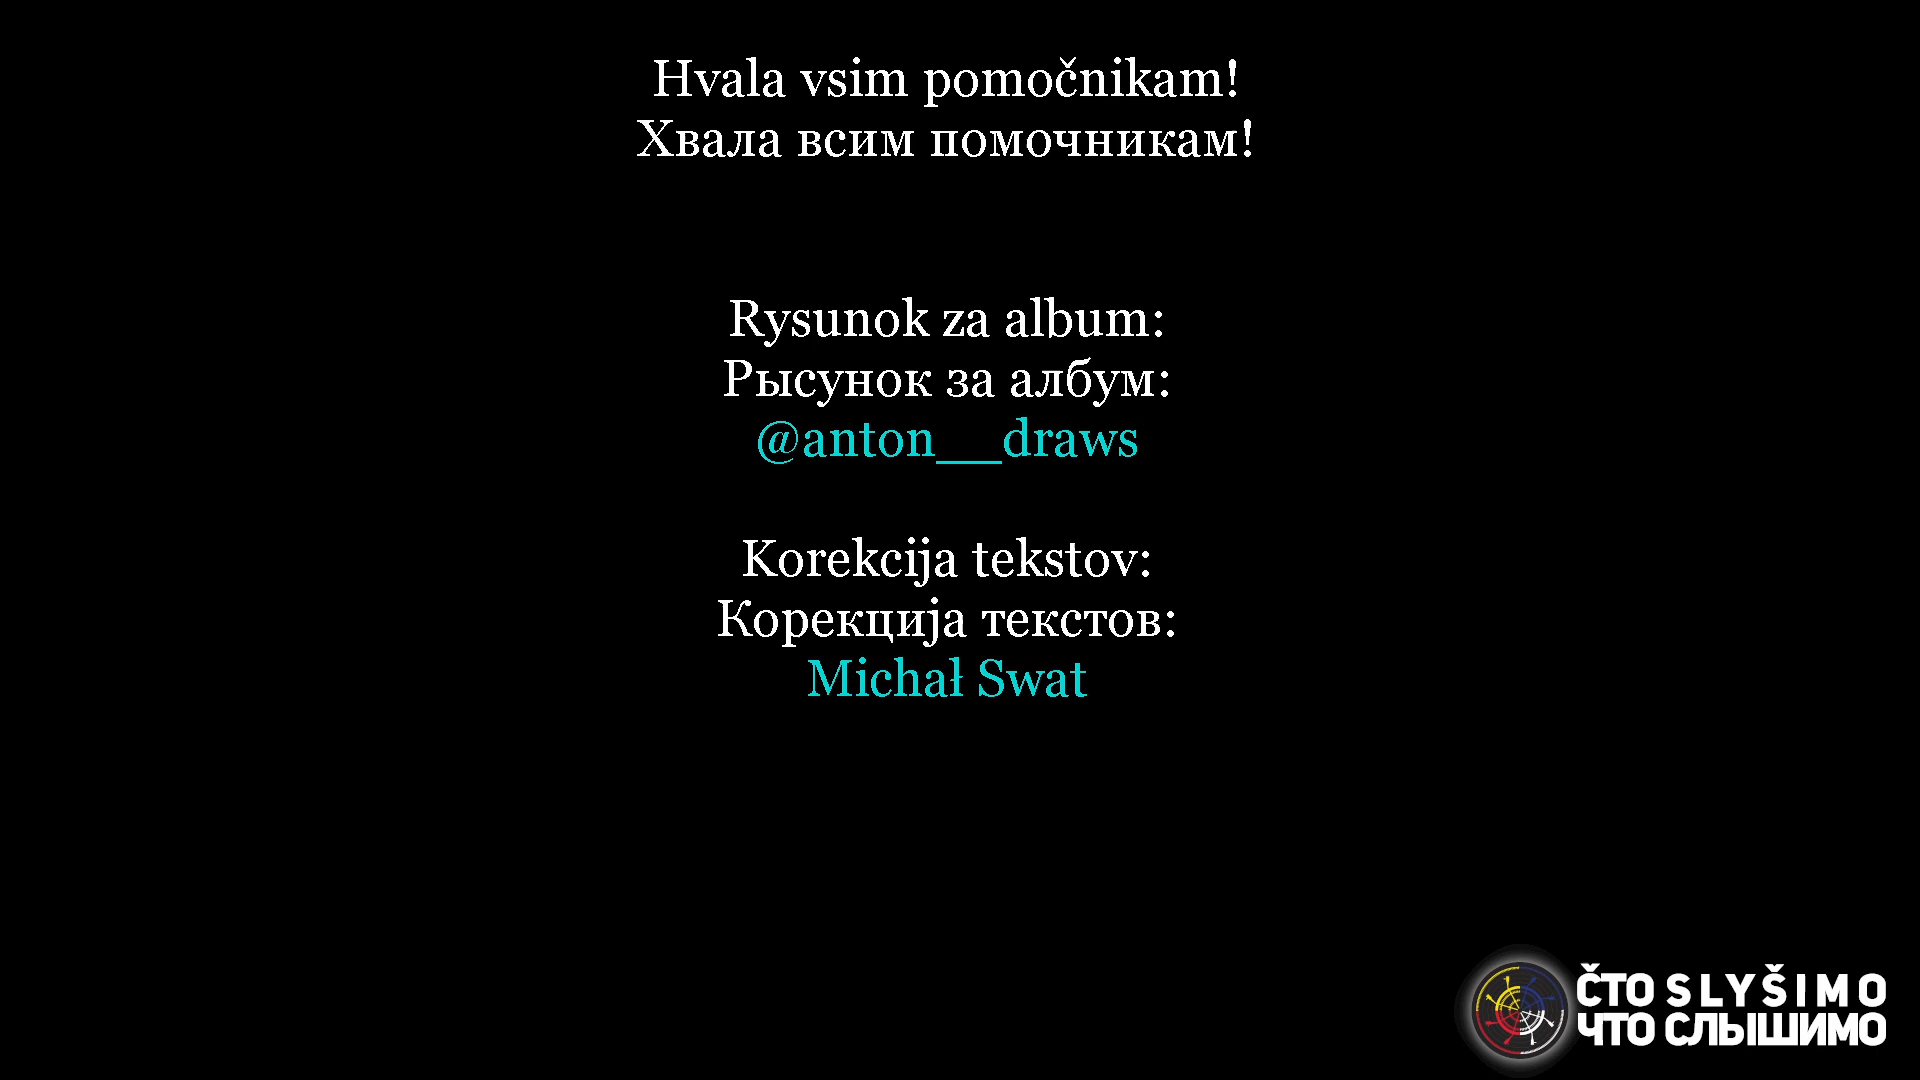 Hvala vsim pomočnikam!
Хвала всим помочникам!
Rysunok za album:
Рысунок за албум:
@anton__draws
Korekcija tekstov:
Корекција текстов:
Michał Swat
ČTO SLYŠIMO
ЧТО СЛЫШИМО